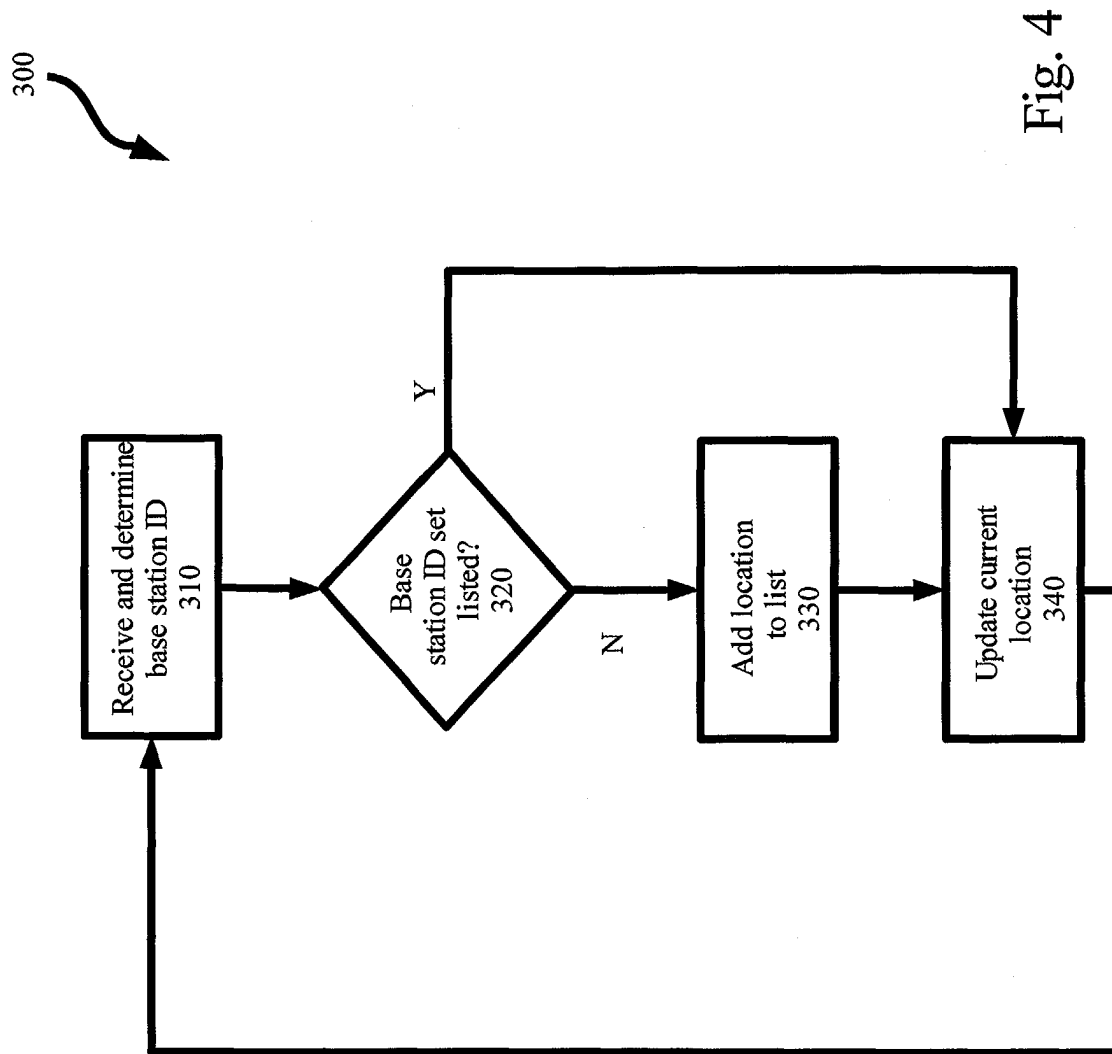 300
Receive and determine
base station ID
310
Base
station ID set
listed?
320
Y
N
Add location
to list
330
Update current
location
340
Fig. 4